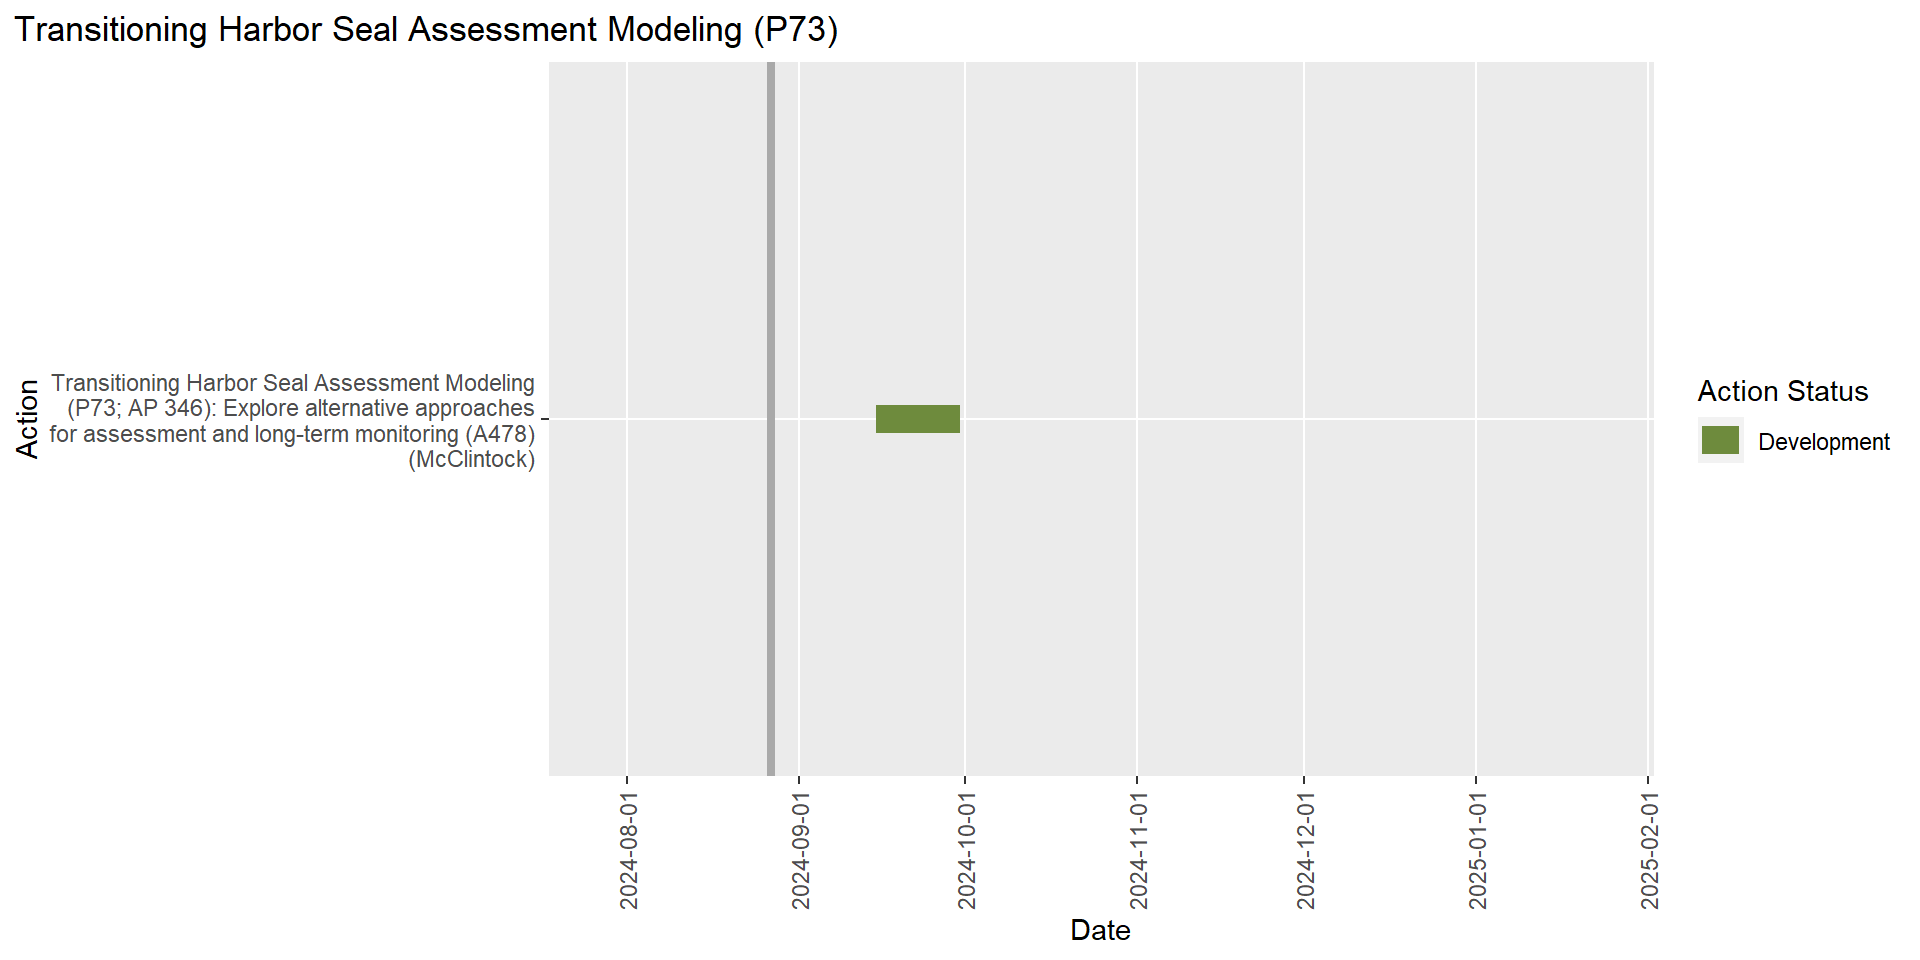 Transitioning Harbor Seal Assessment Modeling (P73)
Action
Transitioning Harbor Seal Assessment Modeling
(P73; AP 346): Explore alternative approaches
for assessment and long-term monitoring (A478)
(McClintock)
Action Status
Development
2024-08-01
2024-09-01
2024-10-01
2024-11-01
2024-12-01
2025-01-01
2025-02-01
Date